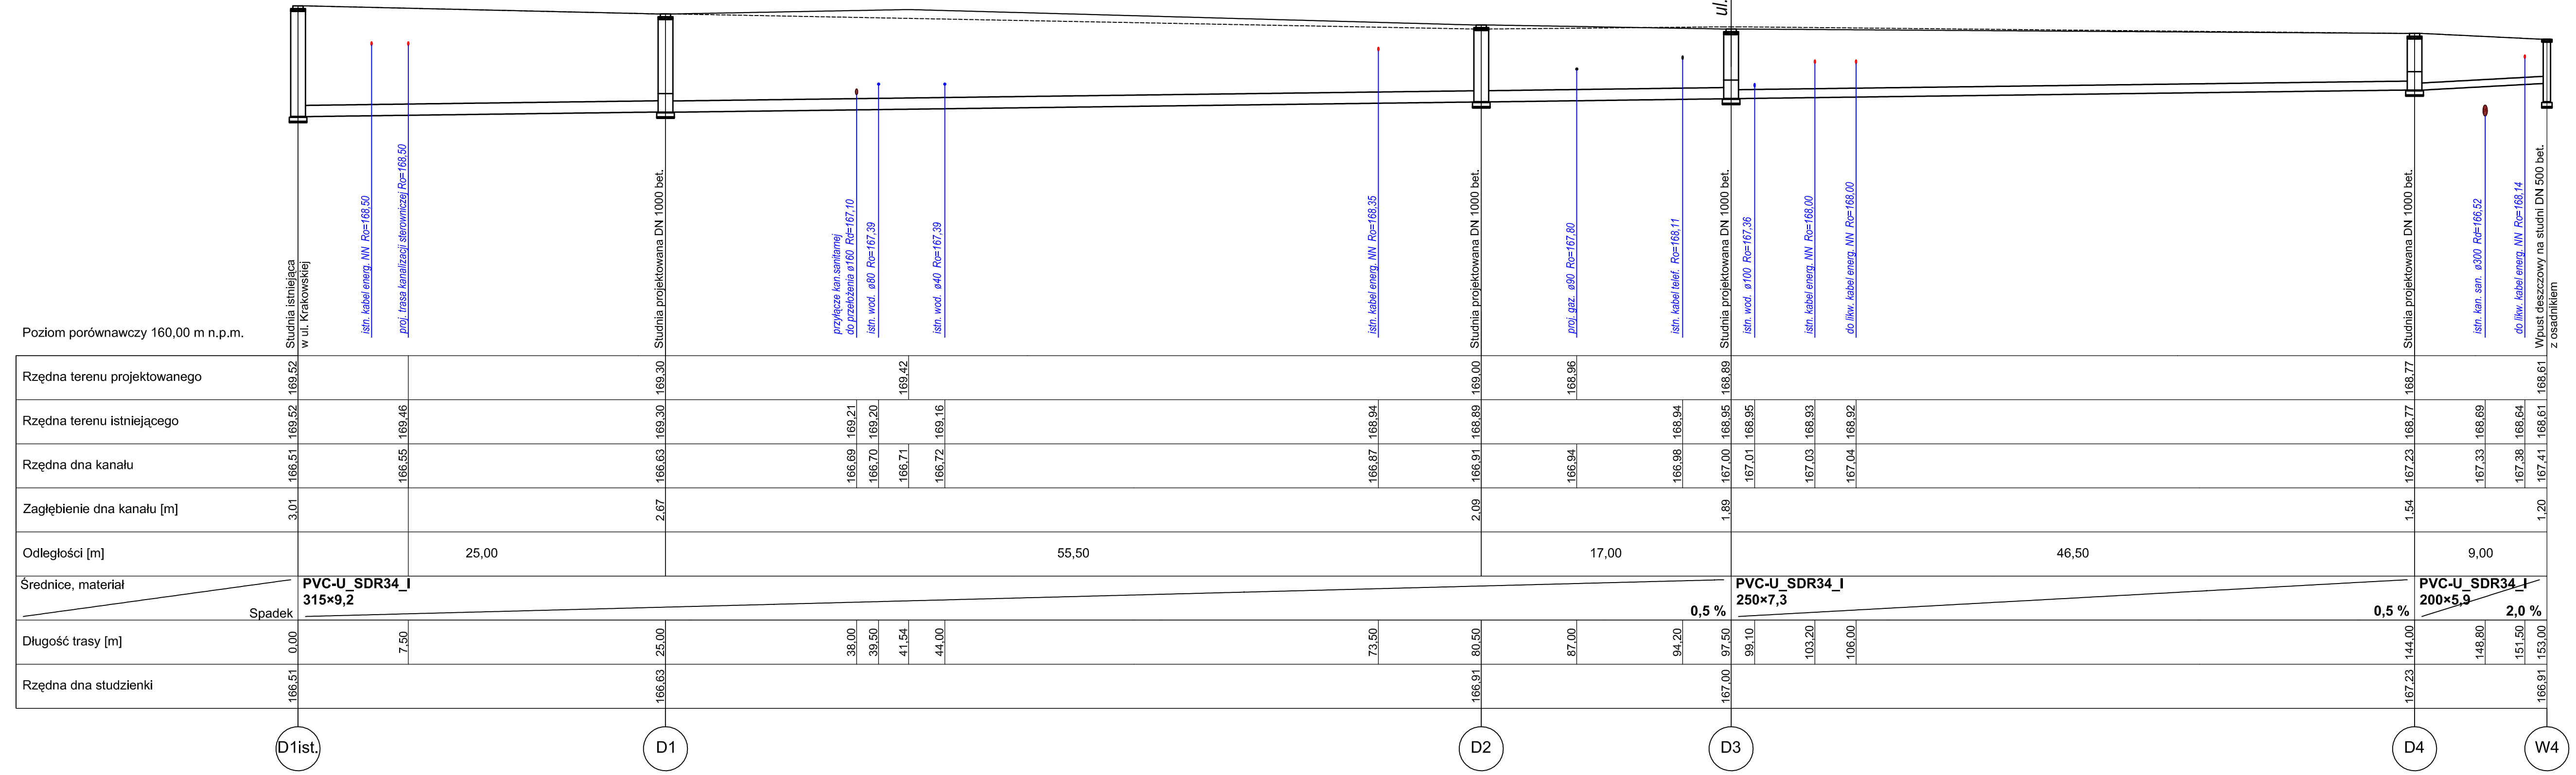 ul.
Studnia istniejąca
w ul. Krakowskiej
istn. kabel energ. NN Ro=168,50
proj. trasa kanalizacji sterowniczej Ro=168,50
Studnia projektowana DN 1000 bet.
przyłącze kan.sanitarnej
do przełożenia ø160 Rd=167,10
istn. wod. ø80 Ro=167,39
istn. wod. ø40 Ro=167,39
istn. kabel energ. NN Ro=168,35
Studnia projektowana DN 1000 bet.
proj. gaz. ø90 Ro=167,80
istn. kabel telef. Ro=168,11
Studnia projektowana DN 1000 bet.
istn. wod. ø100 Ro=167,36
istn. kabel energ. NN Ro=168,00
do likw. kabel energ. NN Ro=168,00
Studnia projektowana DN 1000 bet.
istn. kan. san. ø300 Rd=166,52
do likw. kabel energ. NN Ro=168,14
Wpust deszczowy na studni DN 500 bet.
z osadnikiem
Poziom porównawczy 160,00 m n.p.m.
Rzędna terenu projektowanego 169,52 169,30 169,42 169,00 168,96 168,89 168,77 168,61
Rzędna terenu istniejącego 169,52 169,46 169,30 169,21 169,20 169,16 168,94 168,89 168,94 168,95 168,95 168,93 168,92 168,77 168,69 168,64 168,61
Rzędna dna kanału 166,51 166,55 166,63 166,69 166,70 166,71 166,72 166,87 166,91 166,94 166,98 167,00 167,01 167,03 167,04 167,23 167,33 167,38 167,41
Zagłębienie dna kanału [m] 3,01 2,67 2,09 1,89 1,54 1,20
Odległości [m] 25,00 55,50 17,00 46,50 9,00
Średnice, materiał PVC-U_SDR34_I PVC-U_SDR34_I PVC-U_SDR34_I
315×9,2 250×7,3 200×5,9
Spadek 0,5 % 0,5 % 2,0 %
Długość trasy [m] 0,00 7,50 25,00 38,00 39,50 41,54 44,00 73,50 80,50 87,00 94,20 97,50 99,10 103,20 106,00 144,00 148,80 151,50 153,00
Rzędna dna studzienki 166,51 166,63 166,91 167,00 167,23 166,91
D1ist. D1 D2 D3 D4 W4